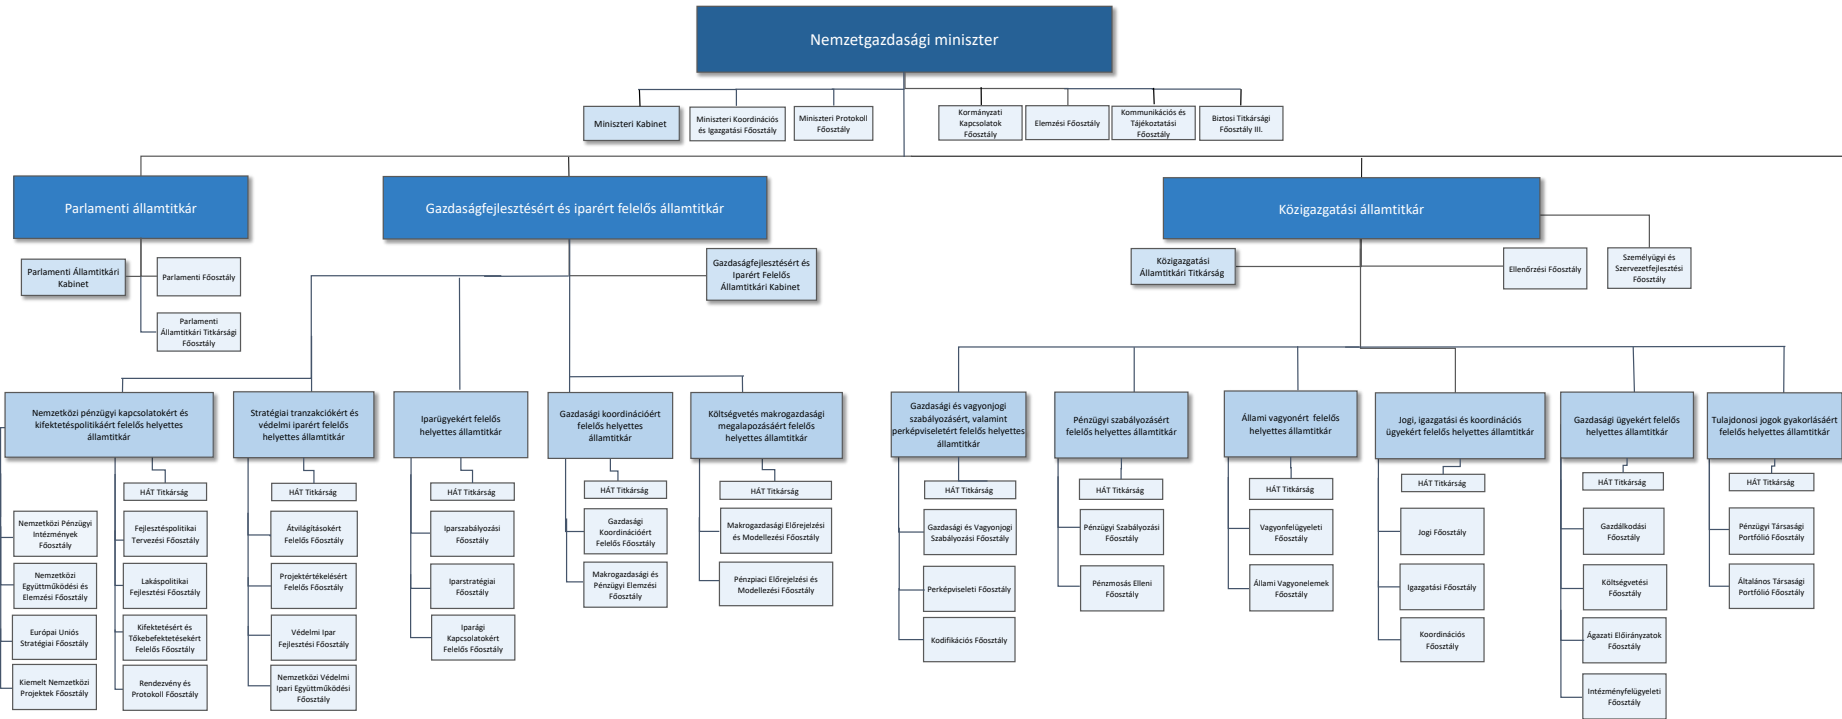 Nemzetgazdasági miniszter
Miniszteri Kabinet
Miniszteri Koordinációs
és Igazgatási Főosztály
Miniszteri Protokoll
Főosztály
Kormányzati
Kapcsolatok
Főosztály
Elemzési Főosztály
Kommunikációs és
Tájékoztatási
Főosztály
Biztosi Titkársági
Főosztály III.
Parlamenti államtitkár
Gazdaságfejlesztésért és iparért felelős államtitkár
Közigazgatási államtitkár
Parlamenti Államtitkári
Kabinet
Parlamenti Főosztály
Parlamenti
Államtitkári Titkársági
Főosztály
Gazdaságfejlesztésért és
Iparért Felelős
Államtitkári Kabinet
Közigazgatási
Államtitkári Titkárság
Ellenőrzési Főosztály
Személyügyi és
Szervezetfejlesztési
Főosztály
Nemzetközi pénzügyi kapcsolatokért és
kifektetéspolitikáért felelős helyettes
államtitkár
Stratégiai tranzakciókért és
védelmi iparért felelős
helyettes államtitkár
Iparügyekért felelős
helyettes államtitkár
Gazdasági koordinációért
felelős helyettes
államtitkár
Költségvetés makrogazdasági
megalapozásáért felelős
helyettes államtitkár
Gazdasági és vagyonjogi
szabályozásért, valamint
perképviseletért felelős helyettes
államtitkár
Pénzügyi szabályozásért
felelős helyettes államtitkár
Állami vagyonért felelős
helyettes államtitkár
Jogi, igazgatási és koordinációs
ügyekért felelős helyettes államtitkár
Gazdasági ügyekért felelős
helyettes államtitkár
Tulajdonosi jogok gyakorlásáért
felelős helyettes államtitkár
HÁT Titkárság
Nemzetközi Pénzügyi
Intézmények
Főosztály
Nemzetközi
Együttműködési és
Elemzési Főosztály
Európai Uniós
Stratégiai Főosztály
Kiemelt Nemzetközi
Projektek Főosztály
Fejlesztéspolitikai
Tervezési Főosztály
Lakáspolitikai
Fejlesztési Főosztály
Kifektetésért és
Tőkebefektetésekért
Felelős Főosztály
Rendezvény és
Protokoll Főosztály
HÁT Titkárság
Átvilágításokért
Felelős Főosztály
Projektértékelésért
Felelős Főosztály
Védelmi Ipar
Fejlesztési Főosztály
Nemzetközi Védelmi
Ipari Együttműködési
Főosztály
HÁT Titkárság
Iparszabályozási
Főosztály
Iparstratégiai
Főosztály
Iparági
Kapcsolatokért
Felelős Főosztály
HÁT Titkárság
Gazdasági
Koordinációért
Felelős Főosztály
Makrogazdasági és
Pénzügyi Elemzési
Főosztály
HÁT Titkárság
Makrogazdasági Előrejelzési
és Modellezési Főosztály
Pénzpiaci Előrejelzési és
Modellezési Főosztály
HÁT Titkárság
Gazdasági és Vagyonjogi
Szabályozási Főosztály
Perképviseleti Főosztály
Kodifikációs Főosztály
HÁT Titkárság
Pénzügyi Szabályozási
Főosztály
Pénzmosás Elleni
Főosztály
HÁT Titkárság
Vagyonfelügyeleti
Főosztály
Állami Vagyonelemek
Főosztály
HÁT Titkárság
Jogi Főosztály
Igazgatási Főosztály
Koordinációs
Főosztály
HÁT Titkárság
Gazdálkodási
Főosztály
Költségvetési
Főosztály
Ágazati Előirányzatok
Főosztály
Intézményfelügyeleti
Főosztály
HÁT Titkárság
Pénzügyi Társasági
Portfólió Főosztály
Általános Társasági
Portfólió Főosztály